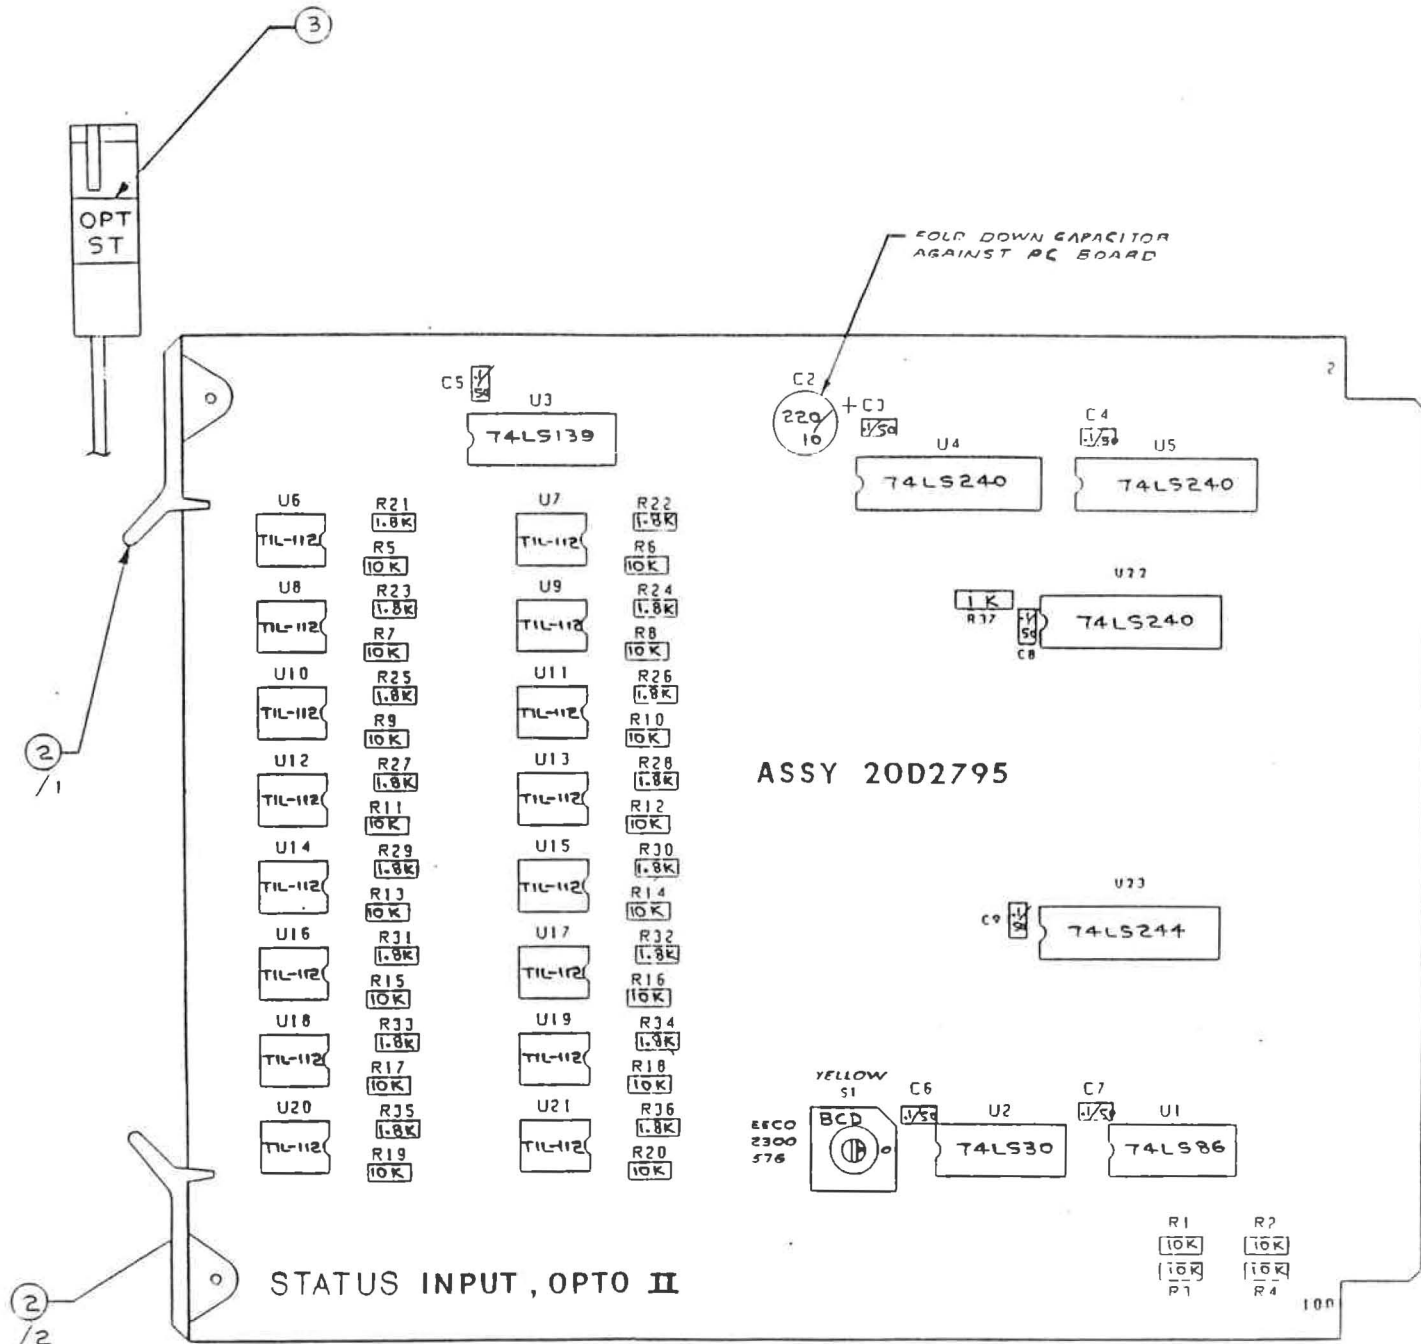 3
OPT
ST
FOLD DOWN CAPACITOR
AGAINST PC BOARD
2
C5 .1/50
U3
74LS139
C2
220/10
+
C3
.1/50
C4
.1/50
U4
74LS240
U5
74LS240
U6
TIL-112
R21
1.8K
R5
10K
U7
TIL-112
R22
1.8K
R6
10K
U8
TIL-112
R23
1.8K
R7
10K
U9
TIL-112
R24
1.8K
R8
10K
U22
74LS240
1K
R37
.1/50
C8
U10
TIL-112
R25
1.8K
R9
10K
U11
TIL-112
R26
1.8K
R10
10K
2
/1
U12
TIL-112
R27
1.8K
R11
10K
U13
TIL-112
R28
1.8K
R12
10K
ASSY 20D2795
U14
TIL-112
R29
1.8K
R13
10K
U15
TIL-112
R30
1.8K
R14
10K
U23
C9 .1/50
74LS244
U16
TIL-112
R31
1.8K
R15
10K
U17
TIL-112
R32
1.8K
R16
10K
U18
TIL-112
R33
1.8K
R17
10K
U19
TIL-112
R34
1.8K
R18
10K
U20
TIL-112
R35
1.8K
R19
10K
U21
TIL-112
R36
1.8K
R20
10K
YELLOW
S1
BCD
EECO
2300
576
C6
.1/50
U2
74LS30
C7
.1/50
U1
74LS86
R1 R2
10K 10K
10K 10K
R3 R4
100
STATUS INPUT, OPTO II
2
/2